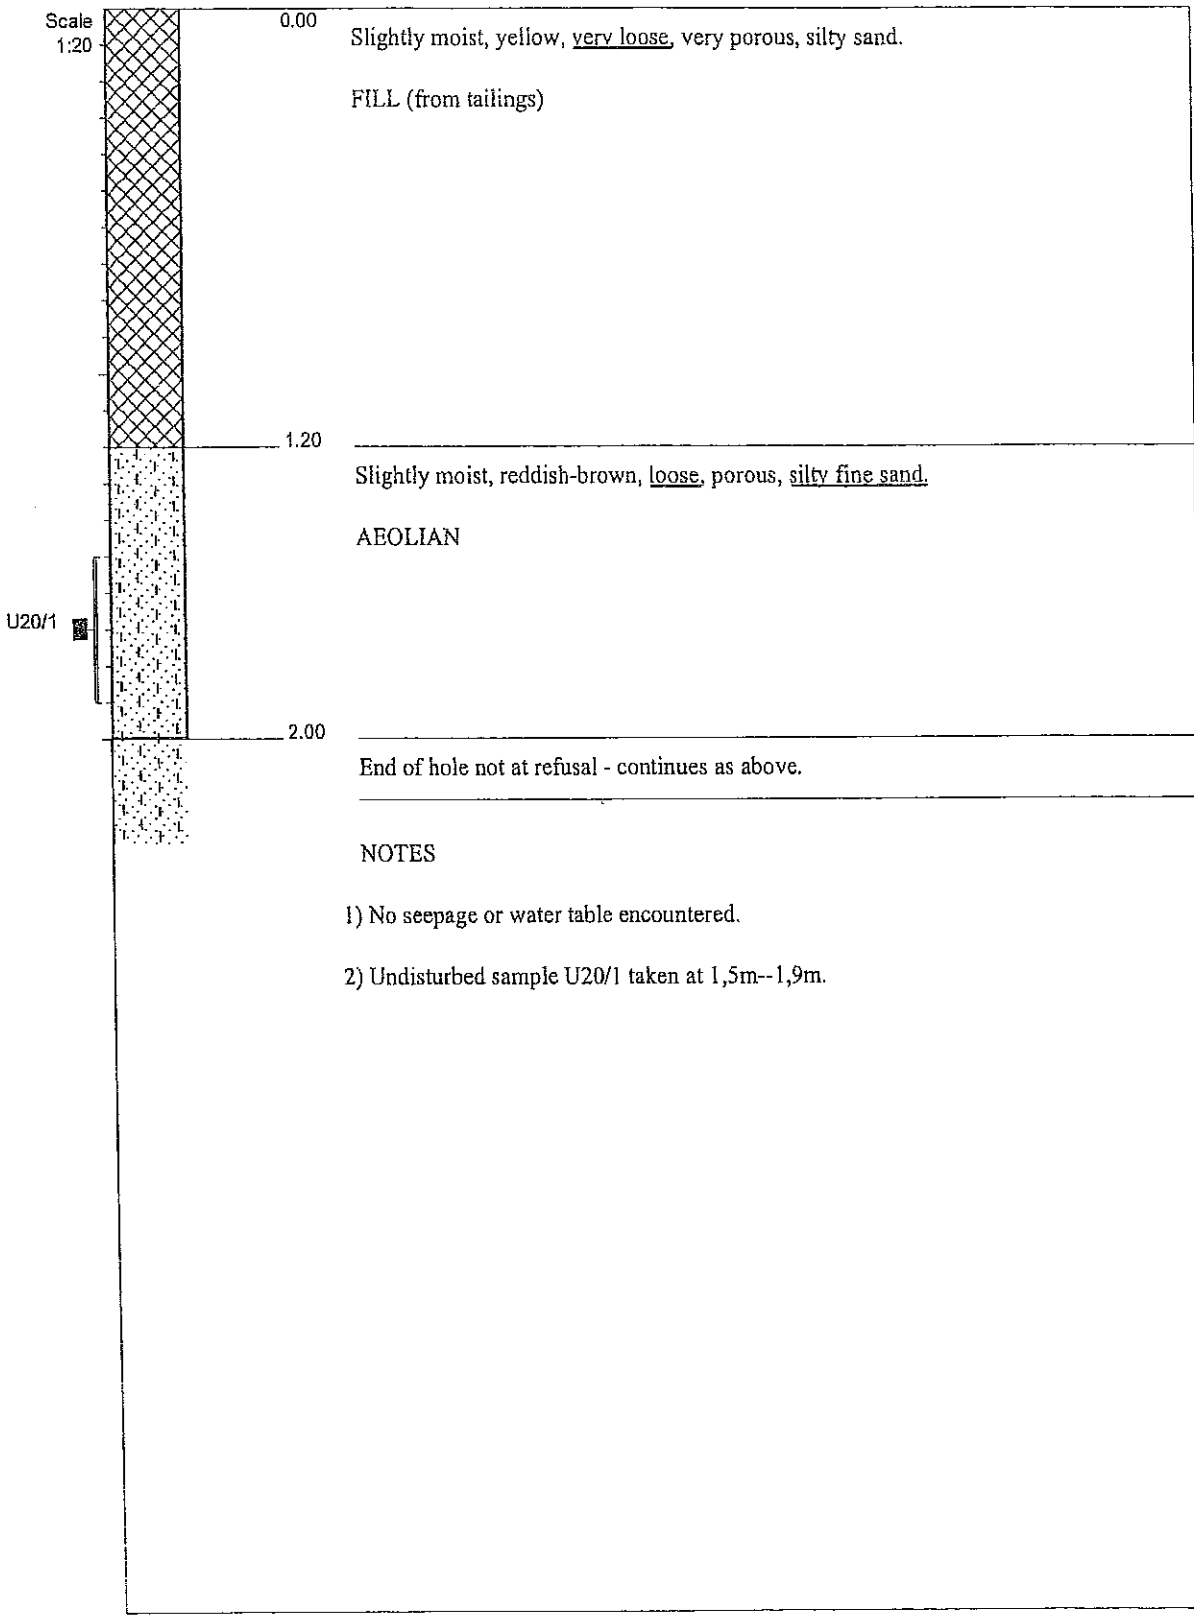 Scale
1:20
0.00
Slightly moist, yellow, very loose, very porous, silty sand.
FILL (from tailings)
1.20
Slightly moist, reddish-brown, loose, porous, silty fine sand.
AEOLIAN
U20/1
2.00
End of hole not at refusal - continues as above.
NOTES
1) No seepage or water table encountered.
2) Undisturbed sample U20/1 taken at 1,5m--1,9m.